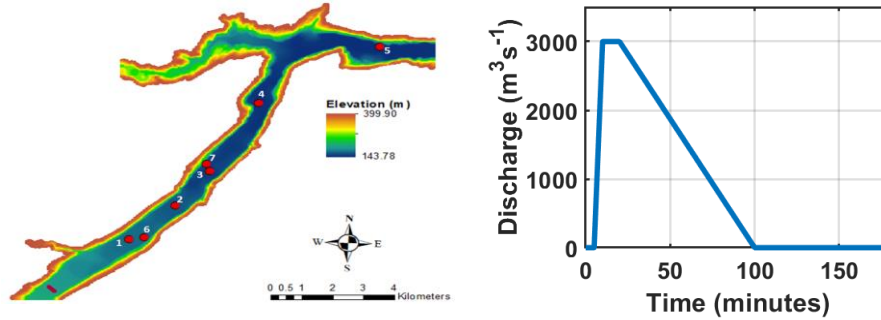 5
4
7
3
2
1
6
Elevation (m)
399.90
143.78
N
W
E
S
0 0.5 1 2 3 4
Kilometers
Discharge (m³s⁻¹)
3000
2000
1000
0
0 50 100 150
Time (minutes)